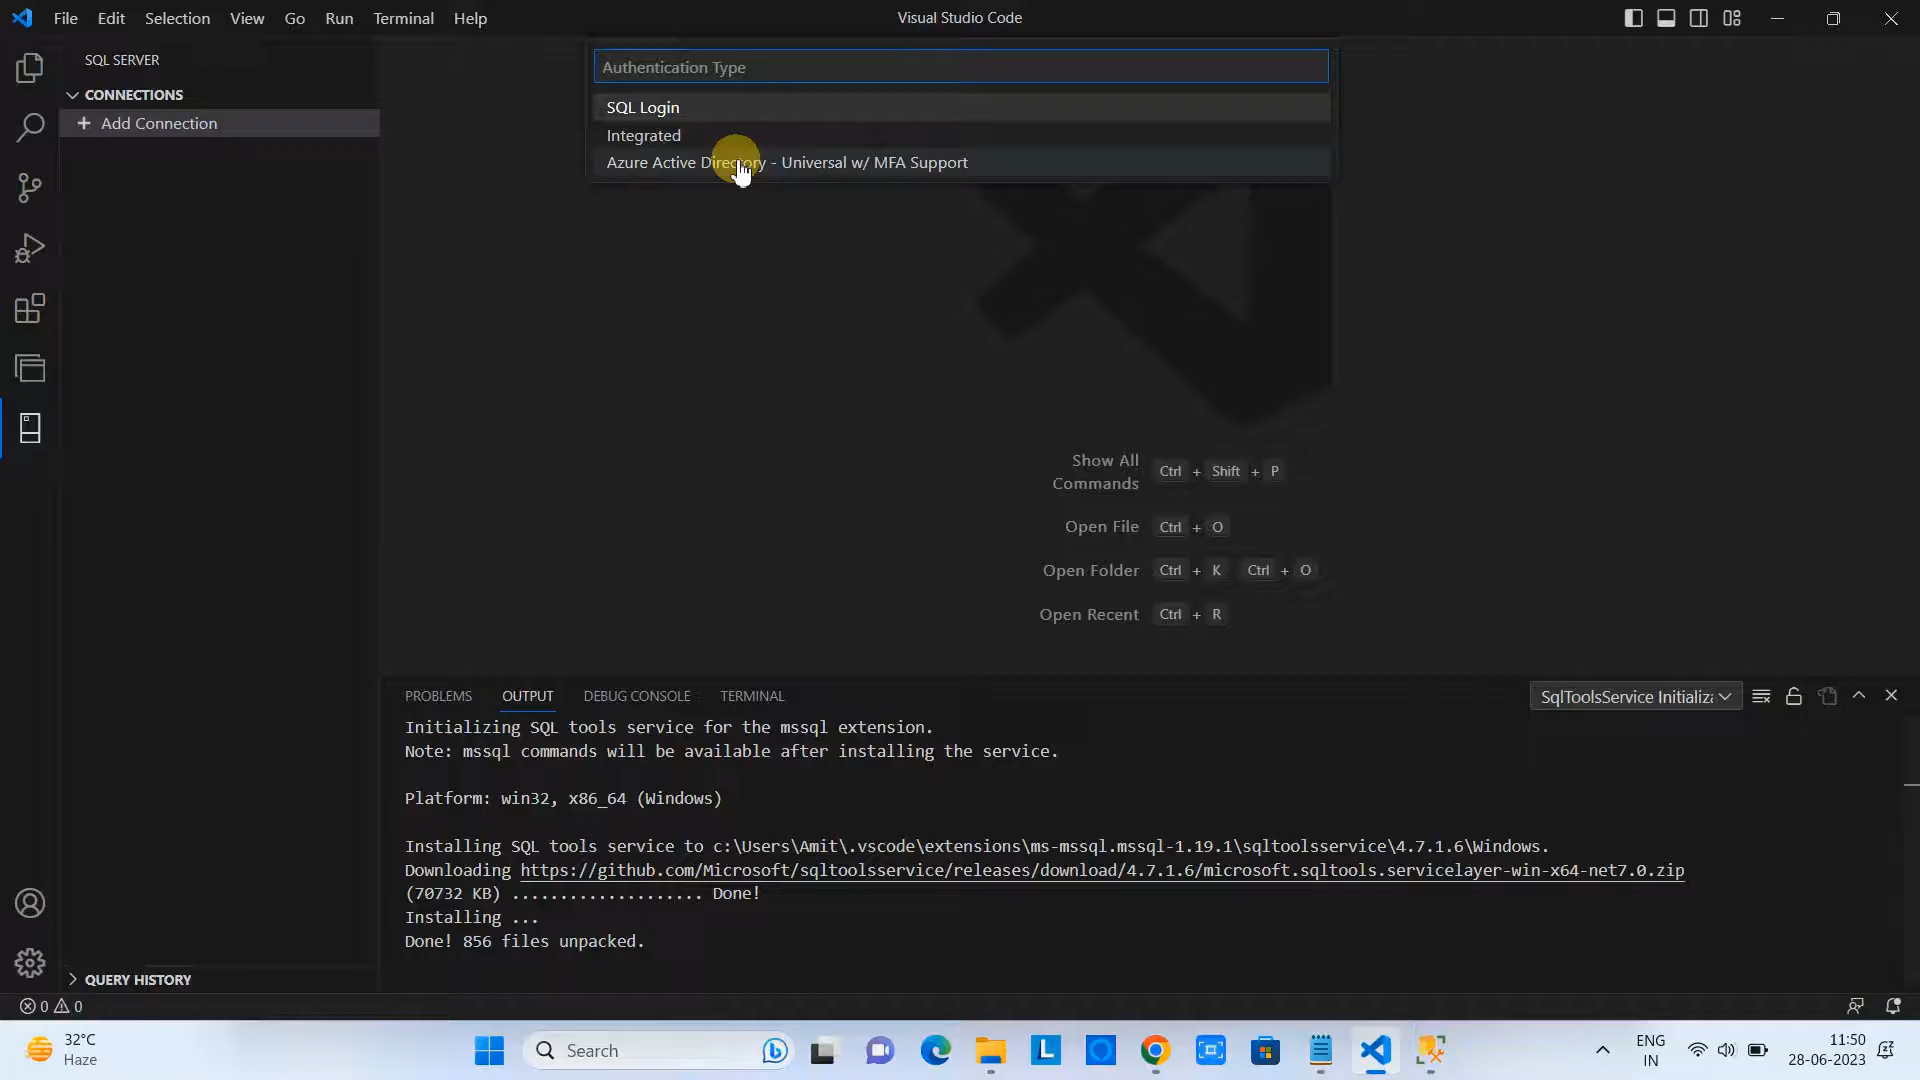 File Edit Selection View Go Run Terminal Help
Visual Studio Code
SQL SERVER
CONNECTIONS
Add Connection
Authentication Type
SQL Login
Integrated
Azure Active Directory - Universal w/ MFA Support
Show All
Commands
Ctrl + Shift + P
Open File Ctrl + O
Open Folder Ctrl + K Ctrl + O
Open Recent Ctrl + R
PROBLEMS OUTPUT DEBUG CONSOLE TERMINAL
SqlToolsService Initializ
Initializing SQL tools service for the mssql extension.
Note: mssql commands will be available after installing the service.
Platform: win32, x86_64 (Windows)
Installing SQL tools service to c:\Users\Amit\.vscode\extensions\ms-mssql.mssql-1.19.1\sqltoolsservice\4.7.1.6\Windows.
Downloading https://github.com/Microsoft/sqltoolsservice/releases/download/4.7.1.6/microsoft.sqltools.servicelayer-win-x64-net7.0.zip
(70732 KB) .................... Done!
Installing ...
Done! 856 files unpacked.
QUERY HISTORY
0 0
32°C
Haze
Search
L
ENG
IN
11:50
28-06-2023